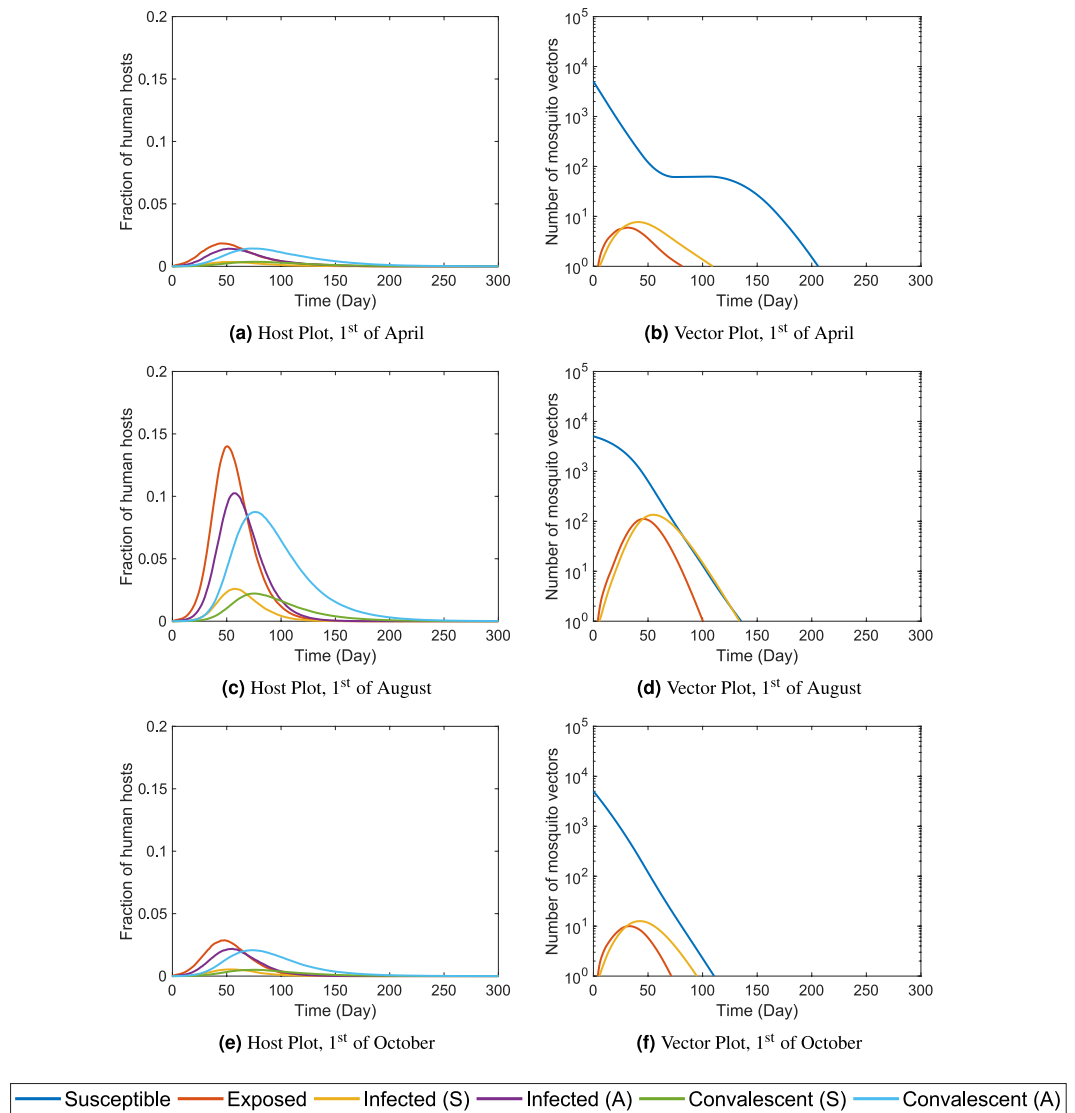 0.2
0.15
0.1
0.05
0
Fraction of human hosts
0 50 100 150 200 250 300
Time (Day)
(a) Host Plot, 1st of April
10^5
10^4
10^3
10^2
10^1
10^0
Number of mosquito vectors
0 50 100 150 200 250 300
Time (Day)
(b) Vector Plot, 1st of April
0.2
0.15
0.1
0.05
0
Fraction of human hosts
0 50 100 150 200 250 300
Time (Day)
(c) Host Plot, 1st of August
10^5
10^4
10^3
10^2
10^1
10^0
Number of mosquito vectors
0 50 100 150 200 250 300
Time (Day)
(d) Vector Plot, 1st of August
0.2
0.15
0.1
0.05
0
Fraction of human hosts
0 50 100 150 200 250 300
Time (Day)
(e) Host Plot, 1st of October
10^5
10^4
10^3
10^2
10^1
10^0
Number of mosquito vectors
0 50 100 150 200 250 300
Time (Day)
(f) Vector Plot, 1st of October
Susceptible Exposed Infected (S) Infected (A) Convalescent (S) Convalescent (A)